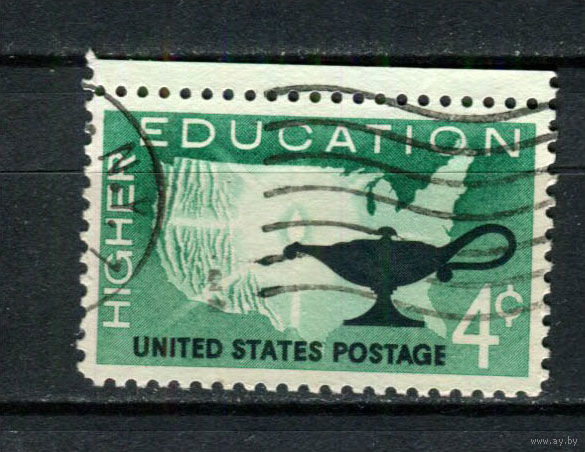 HIGHER
EDUCATION
4¢
UNITED STATES POSTAGE
www.ay.by